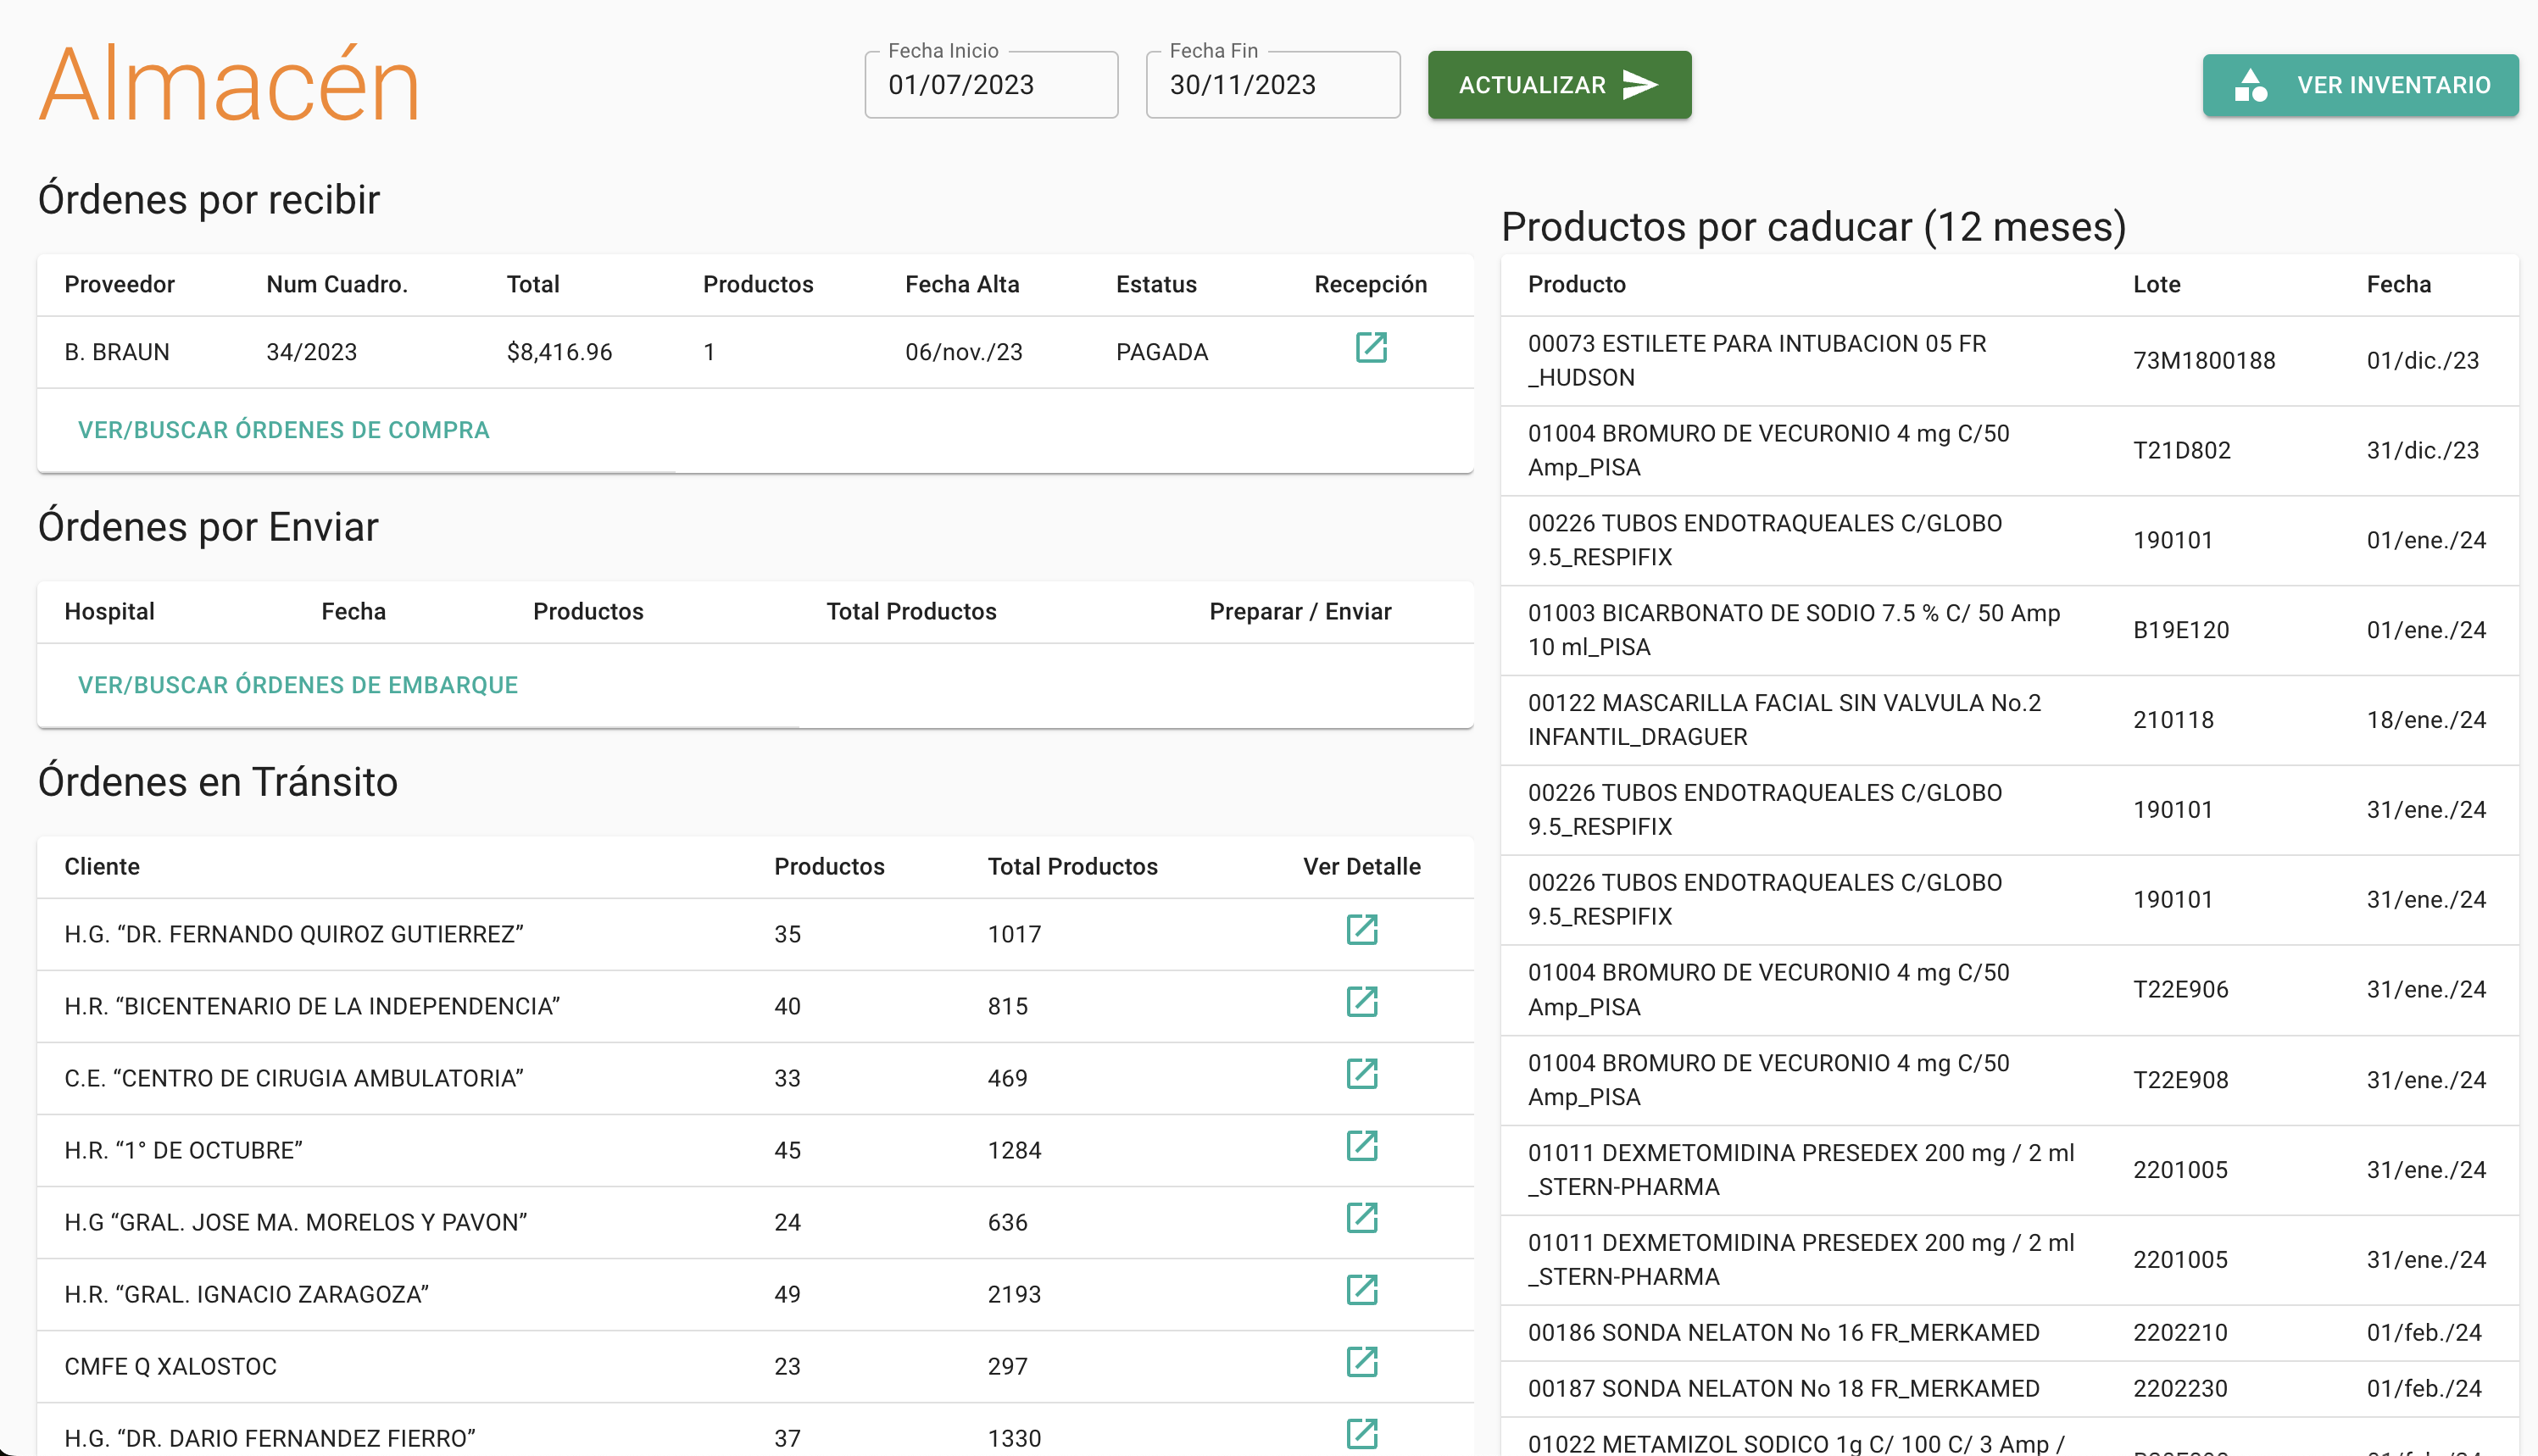 Almacén
Fecha Inicio
01/07/2023
Fecha Fin
30/11/2023
ACTUALIZAR
VER INVENTARIO
Órdenes por recibir
Proveedor Num Cuadro. Total Productos Fecha Alta Estatus Recepción
B. BRAUN 34/2023 $8,416.96 1 06/nov./23 PAGADA
VER/BUSCAR ÓRDENES DE COMPRA
Órdenes por Enviar
Hospital Fecha Productos Total Productos Preparar / Enviar
VER/BUSCAR ÓRDENES DE EMBARQUE
Órdenes en Tránsito
Cliente Productos Total Productos Ver Detalle
H.G. “DR. FERNANDO QUIROZ GUTIERREZ” 35 1017
H.R. “BICENTENARIO DE LA INDEPENDENCIA” 40 815
C.E. “CENTRO DE CIRUGIA AMBULATORIA” 33 469
H.R. “1° DE OCTUBRE” 45 1284
H.G “GRAL. JOSE MA. MORELOS Y PAVON” 24 636
H.R. “GRAL. IGNACIO ZARAGOZA” 49 2193
CMFE Q XALOSTOC 23 297
H.G. “DR. DARIO FERNANDEZ FIERRO” 37 1330
Productos por caducar (12 meses)
Producto Lote Fecha
00073 ESTILETE PARA INTUBACION 05 FR
_HUDSON 73M1800188 01/dic./23
01004 BROMURO DE VECURONIO 4 mg C/50
Amp_PISA T21D802 31/dic./23
00226 TUBOS ENDOTRAQUEALES C/GLOBO
9.5_RESPIFIX 190101 01/ene./24
01003 BICARBONATO DE SODIO 7.5 % C/ 50 Amp
10 ml_PISA B19E120 01/ene./24
00122 MASCARILLA FACIAL SIN VALVULA No.2
INFANTIL_DRAGUER 210118 18/ene./24
00226 TUBOS ENDOTRAQUEALES C/GLOBO
9.5_RESPIFIX 190101 31/ene./24
00226 TUBOS ENDOTRAQUEALES C/GLOBO
9.5_RESPIFIX 190101 31/ene./24
01004 BROMURO DE VECURONIO 4 mg C/50
Amp_PISA T22E906 31/ene./24
01004 BROMURO DE VECURONIO 4 mg C/50
Amp_PISA T22E908 31/ene./24
01011 DEXMETOMIDINA PRESEDEX 200 mg / 2 ml
_STERN-PHARMA 2201005 31/ene./24
01011 DEXMETOMIDINA PRESEDEX 200 mg / 2 ml
_STERN-PHARMA 2201005 31/ene./24
00186 SONDA NELATON No 16 FR_MERKAMED 2202210 01/feb./24
00187 SONDA NELATON No 18 FR_MERKAMED 2202230 01/feb./24
01022 METAMIZOL SODICO 1g C/ 100 C/ 3 Amp /